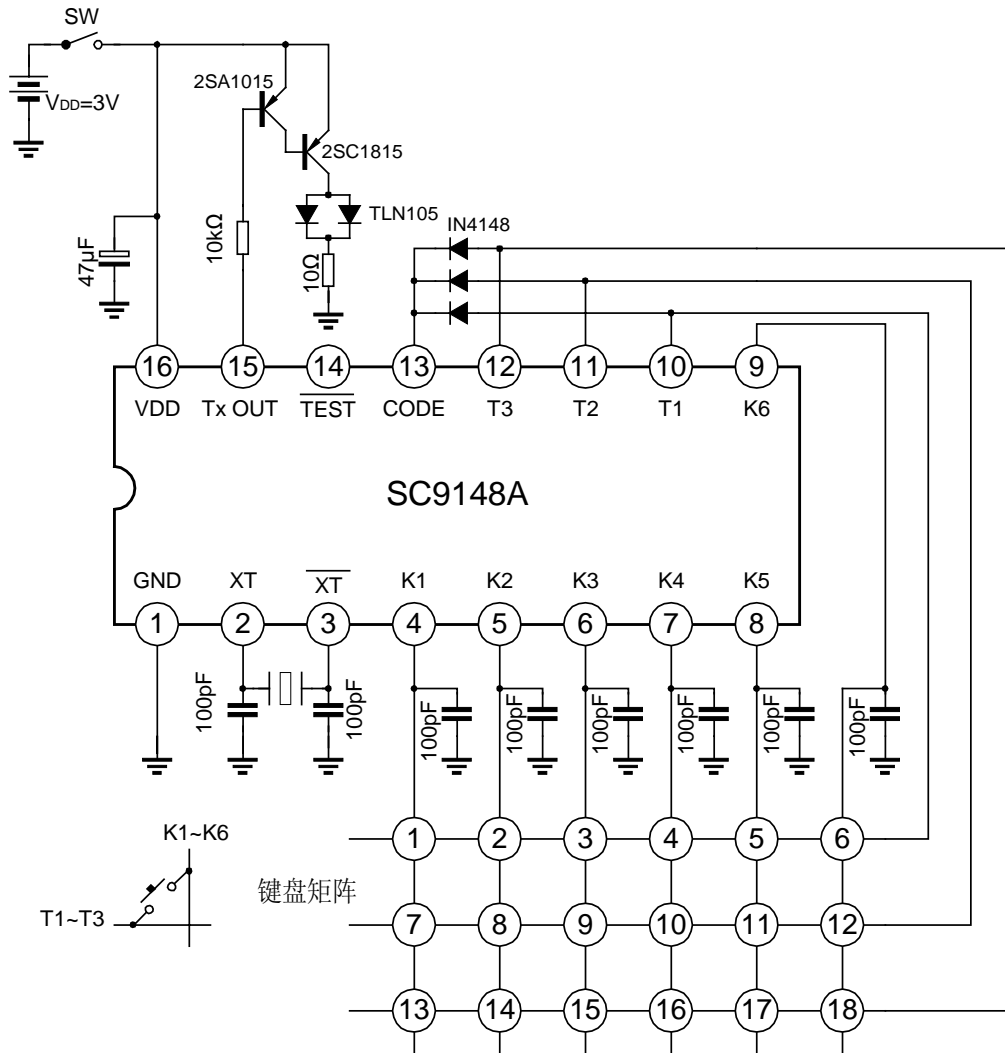 SW
VDD=3V
2SA1015
2SC1815
TLN105
IN4148
47μF
10kΩ
10Ω
16 15 14 13 12 11 10 9
VDD Tx OUT TEST CODE T3 T2 T1 K6
SC9148A
GND XT XT K1 K2 K3 K4 K5
1 2 3 4 5 6 7 8
100pF 100pF 100pF 100pF 100pF 100pF 100pF 100pF
K1~K6
T1~T3
键盘矩阵
1 2 3 4 5 6
7 8 9 10 11 12
13 14 15 16 17 18